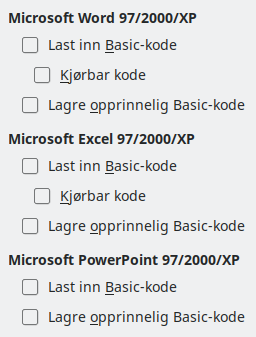 Microsoft Word 97/2000/XP
Last inn Basic-kode
Kjørbar kode
Lagre opprinnelig Basic-kode
Microsoft Excel 97/2000/XP
Last inn Basic-kode
Kjørbar kode
Lagre opprinnelig Basic-kode
Microsoft PowerPoint 97/2000/XP
Last inn Basic-kode
Lagre opprinnelig Basic-kode